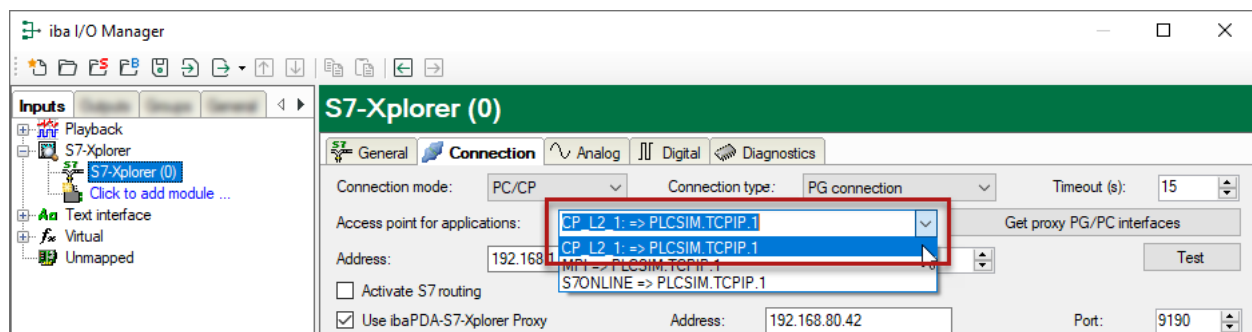 iba I/O Manager
Inputs
Playback
S7-Xplorer
S7-Xplorer (0)
Click to add module ...
Text interface
Virtual
Unmapped
S7-Xplorer (0)
General Connection Analog Digital Diagnostics
Connection mode: PC/CP Connection type: PG connection Timeout (s): 15
Access point for applications: CP_L2_1: => PLCSIM.TCPIP.1 Get proxy PG/PC interfaces
CP_L2_1: => PLCSIM.TCPIP.1
Address: 192.168.1 MPI => PLCSIM.TCPIP.1 0 Test
S7ONLINE => PLCSIM.TCPIP.1
Activate S7 routing
Use ibaPDA-S7-Xplorer Proxy Address: 192.168.80.42 Port: 9190